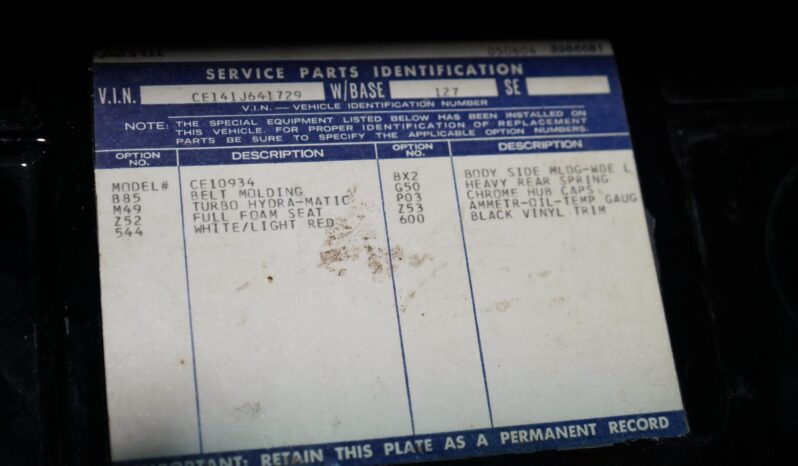 U.S.A. 050604 3986681
SERVICE PARTS IDENTIFICATION
V.I.N. CE141J641729 W/BASE 127 SE
V.I.N. — VEHICLE IDENTIFICATION NUMBER
NOTE: THE SPECIAL EQUIPMENT LISTED BELOW HAS BEEN INSTALLED ON
THIS VEHICLE. FOR PROPER IDENTIFICATION OF REPLACEMENT
PARTS BE SURE TO SPECIFY THE APPLICABLE OPTION NUMBERS.
OPTION NO. DESCRIPTION OPTION NO. DESCRIPTION
MODEL# CE10934 BX2 BODY SIDE MLDG-WDE L
B85 BELT MOLDING G50 HEAVY REAR SPRING
M49 TURBO HYDRA-MATIC P03 CHROME HUB CAPS
Z52 FULL FOAM SEAT Z53 AMMETR-OIL-TEMP GAUG
544 WHITE/LIGHT RED 600 BLACK VINYL TRIM
IMPORTANT: RETAIN THIS PLATE AS A PERMANENT RECORD